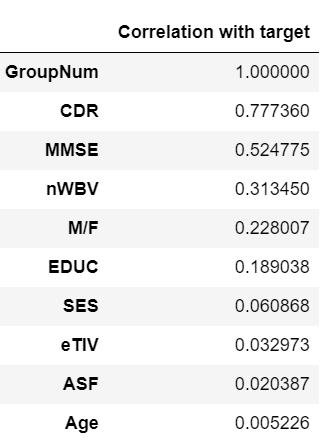 Correlation with target
GroupNum 1.000000
CDR 0.777360
MMSE 0.524775
nWBV 0.313450
M/F 0.228007
EDUC 0.189038
SES 0.060868
eTIV 0.032973
ASF 0.020387
Age 0.005226